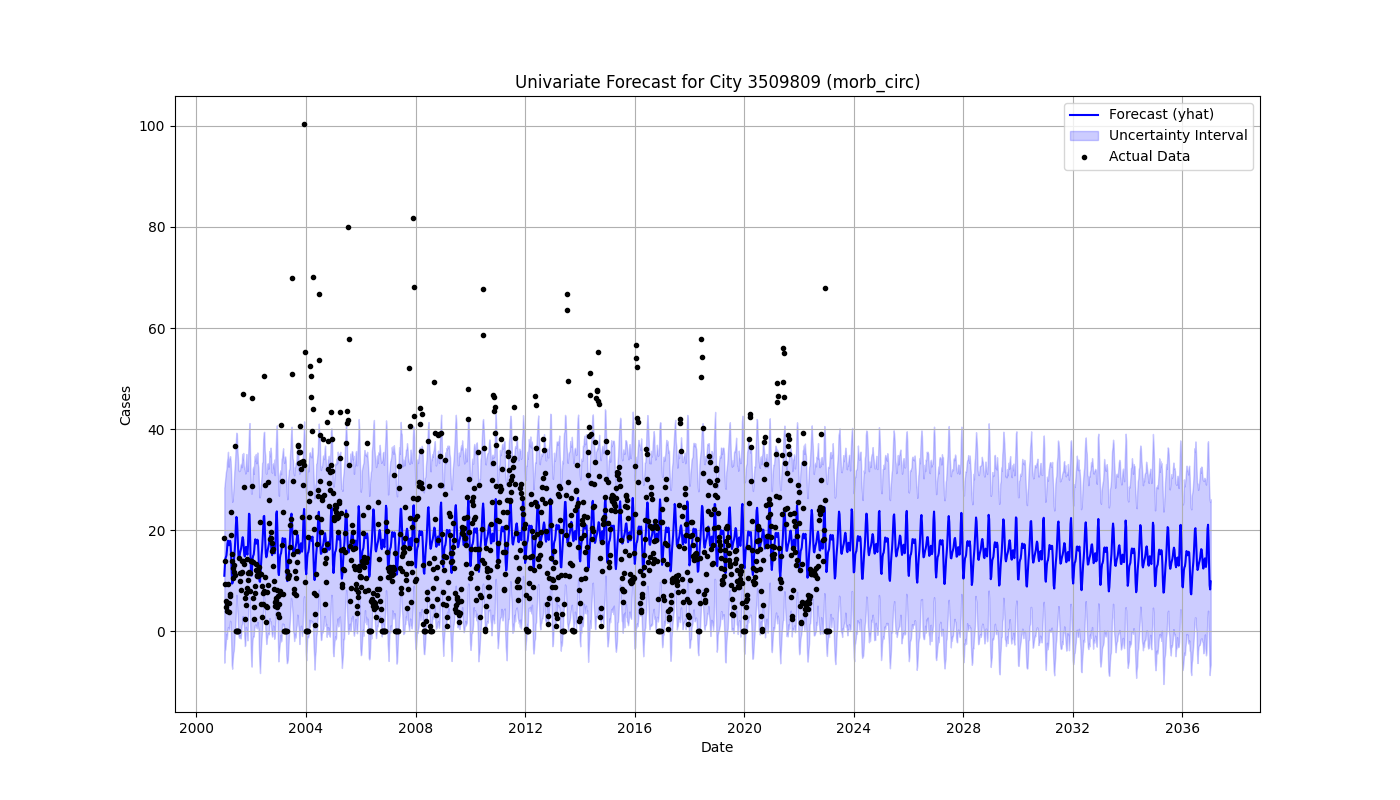 Univariate Forecast for City 3509809 (morb_circ)
Forecast (yhat)
Uncertainty Interval
Actual Data
Cases
100
80
60
40
20
0
2000 2004 2008 2012 2016 2020 2024 2028 2032 2036
Date